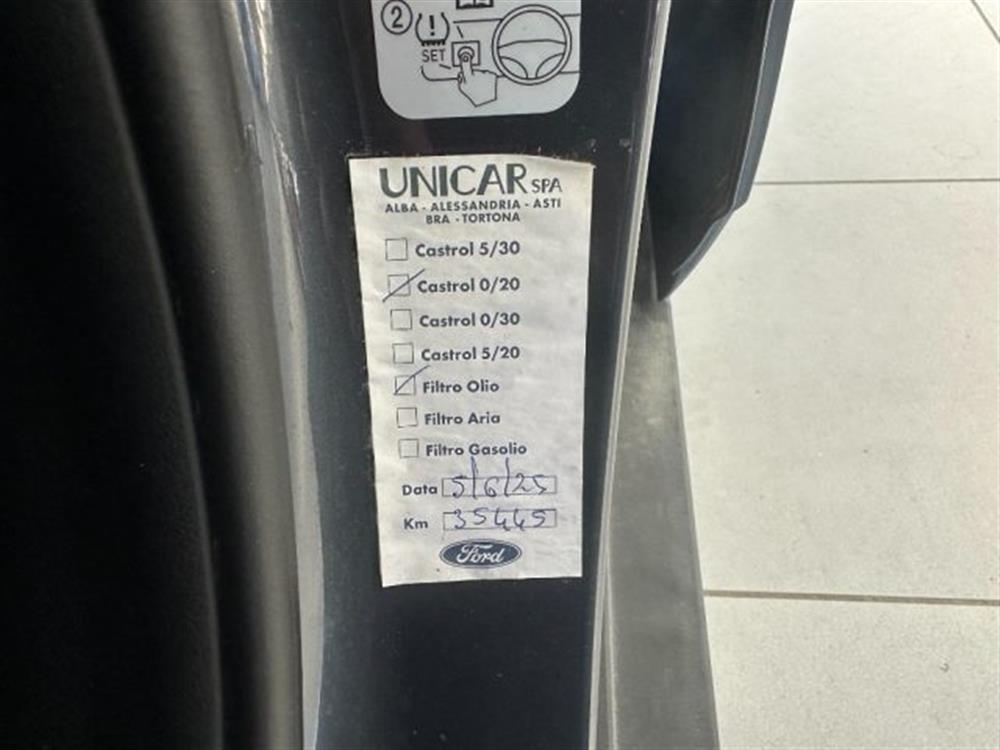 2
SET
UNICAR SPA
ALBA - ALESSANDRIA - ASTI
BRA - TORTONA
Castrol 5/30
Castrol 0/20
Castrol 0/30
Castrol 5/20
Filtro Olio
Filtro Aria
Filtro Gasolio
Data 5/6/25
Km 35445
Ford